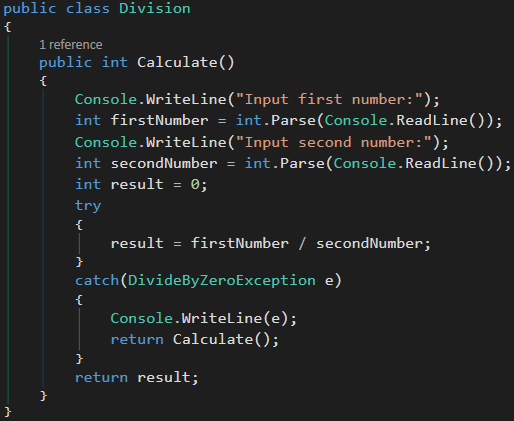 public class Division
{
1 reference
public int Calculate()
{
Console.WriteLine("Input first number:");
int firstNumber = int.Parse(Console.ReadLine());
Console.WriteLine("Input second number:");
int secondNumber = int.Parse(Console.ReadLine());
int result = 0;
try
{
result = firstNumber / secondNumber;
}
catch(DivideByZeroException e)
{
Console.WriteLine(e);
return Calculate();
}
return result;
}
}